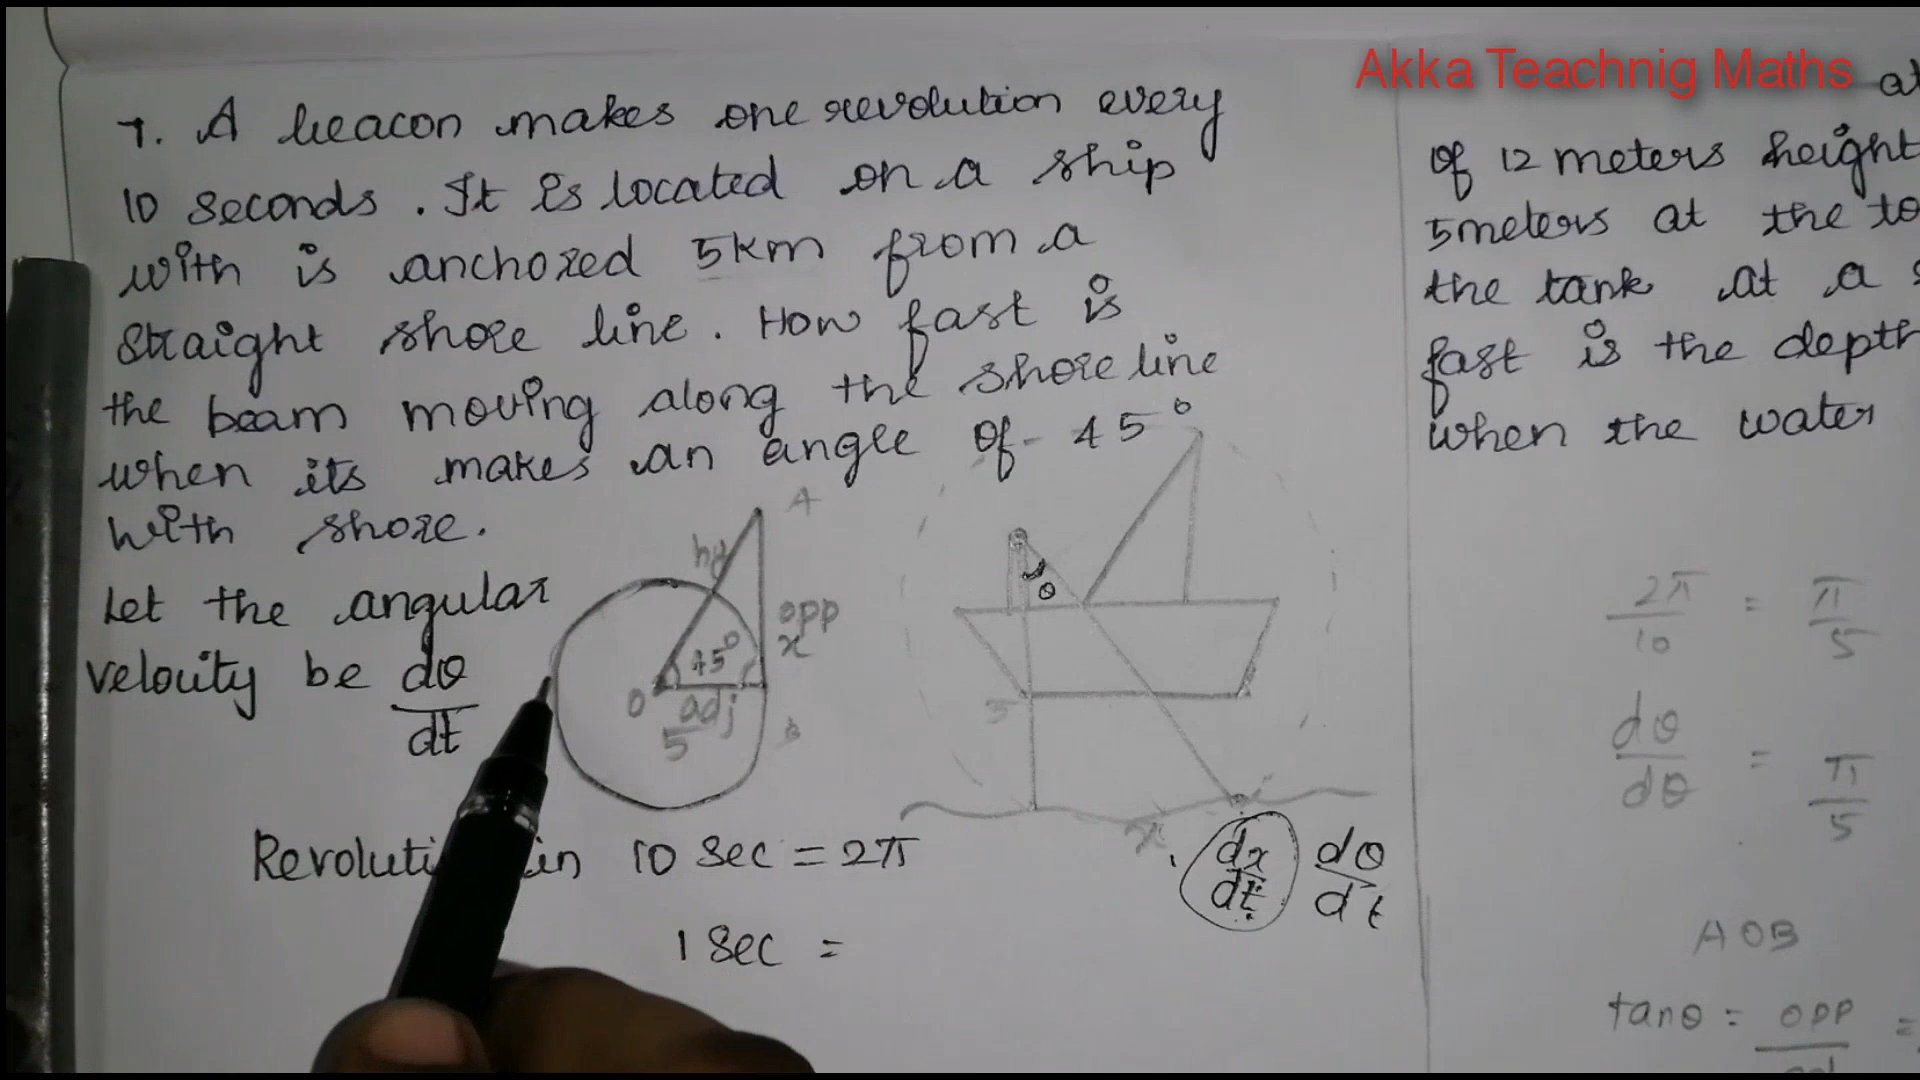 Akka Teachnig Maths
7. A beacon makes one revolution every
10 seconds. It is located on a ship
with is anchored 5km from a
straight shore line. How fast is
the beam moving along the shore line
when its makes an angle of 45°
with shore.
Let the angular
velocity be dθ/dt
hy
A
opp
x
45°
O
adj
5
B
θ
5
x
Revoluti in 10 Sec = 2π
1 Sec =
dx/dt dθ/dt
at
of 12 meters height
5meters at the to
the tank at a s
fast is the depth
when the water
2π/10 = π/5
dθ/dθ = π/5
AOB
tanθ = opp =